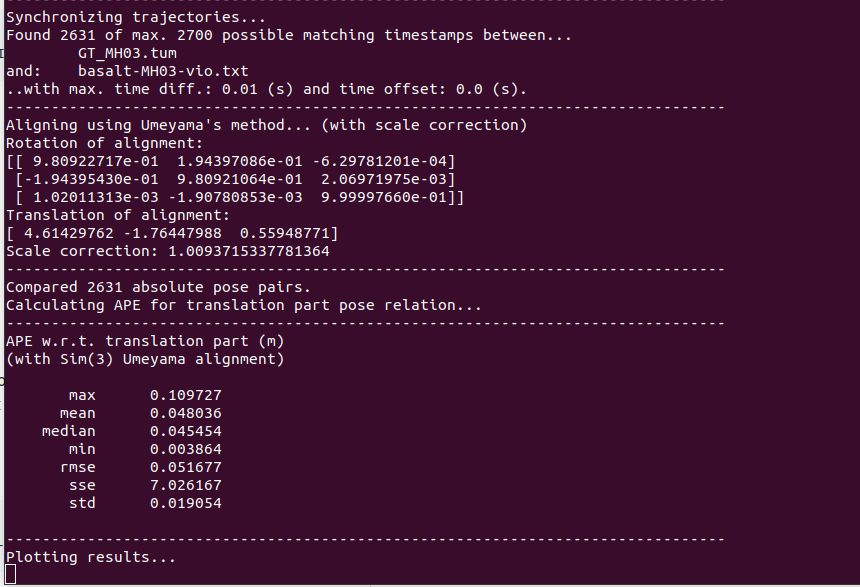 --------------------------------------------------------------------------------
Synchronizing trajectories...
Found 2631 of max. 2700 possible matching timestamps between...
GT_MH03.tum
and: basalt-MH03-vio.txt
..with max. time diff.: 0.01 (s) and time offset: 0.0 (s).
--------------------------------------------------------------------------------
Aligning using Umeyama's method... (with scale correction)
Rotation of alignment:
[[ 9.80922717e-01 1.94397086e-01 -6.29781201e-04]
[-1.94395430e-01 9.80921064e-01 2.06971975e-03]
[ 1.02011313e-03 -1.90780853e-03 9.99997660e-01]]
Translation of alignment:
[ 4.61429762 -1.76447988 0.55948771]
Scale correction: 1.0093715337781364
--------------------------------------------------------------------------------
Compared 2631 absolute pose pairs.
Calculating APE for translation part pose relation...
--------------------------------------------------------------------------------
APE w.r.t. translation part (m)
(with Sim(3) Umeyama alignment)
max 0.109727
mean 0.048036
median 0.045454
min 0.003864
rmse 0.051677
sse 7.026167
std 0.019054
--------------------------------------------------------------------------------
Plotting results...